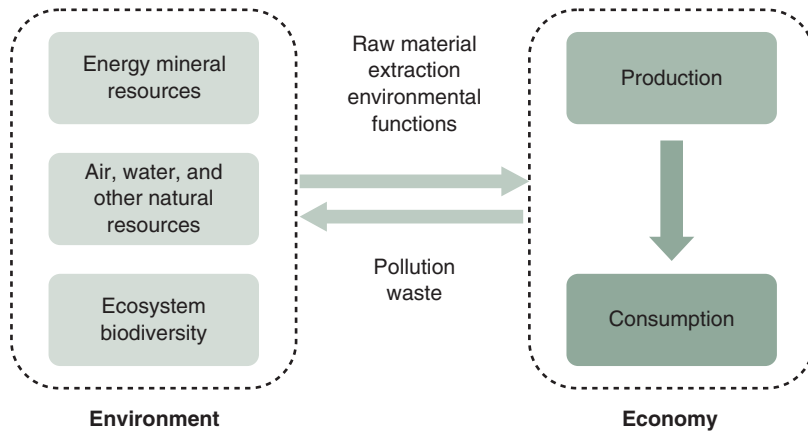 Energy mineral
resources
Air, water, and
other natural
resources
Ecosystem
biodiversity
Environment
Raw material
extraction
environmental
functions
Pollution
waste
Production
Consumption
Economy